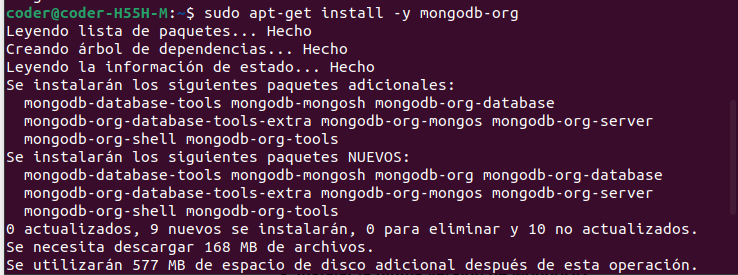 coder@coder-H55H-M:~$ sudo apt-get install -y mongodb-org
Leyendo lista de paquetes... Hecho
Creando árbol de dependencias... Hecho
Leyendo la información de estado... Hecho
Se instalarán los siguientes paquetes adicionales:
  mongodb-database-tools mongodb-mongosh mongodb-org-database
  mongodb-org-database-tools-extra mongodb-org-mongos mongodb-org-server
  mongodb-org-shell mongodb-org-tools
Se instalarán los siguientes paquetes NUEVOS:
  mongodb-database-tools mongodb-mongosh mongodb-org mongodb-org-database
  mongodb-org-database-tools-extra mongodb-org-mongos mongodb-org-server
  mongodb-org-shell mongodb-org-tools
0 actualizados, 9 nuevos se instalarán, 0 para eliminar y 10 no actualizados.
Se necesita descargar 168 MB de archivos.
Se utilizarán 577 MB de espacio de disco adicional después de esta operación.